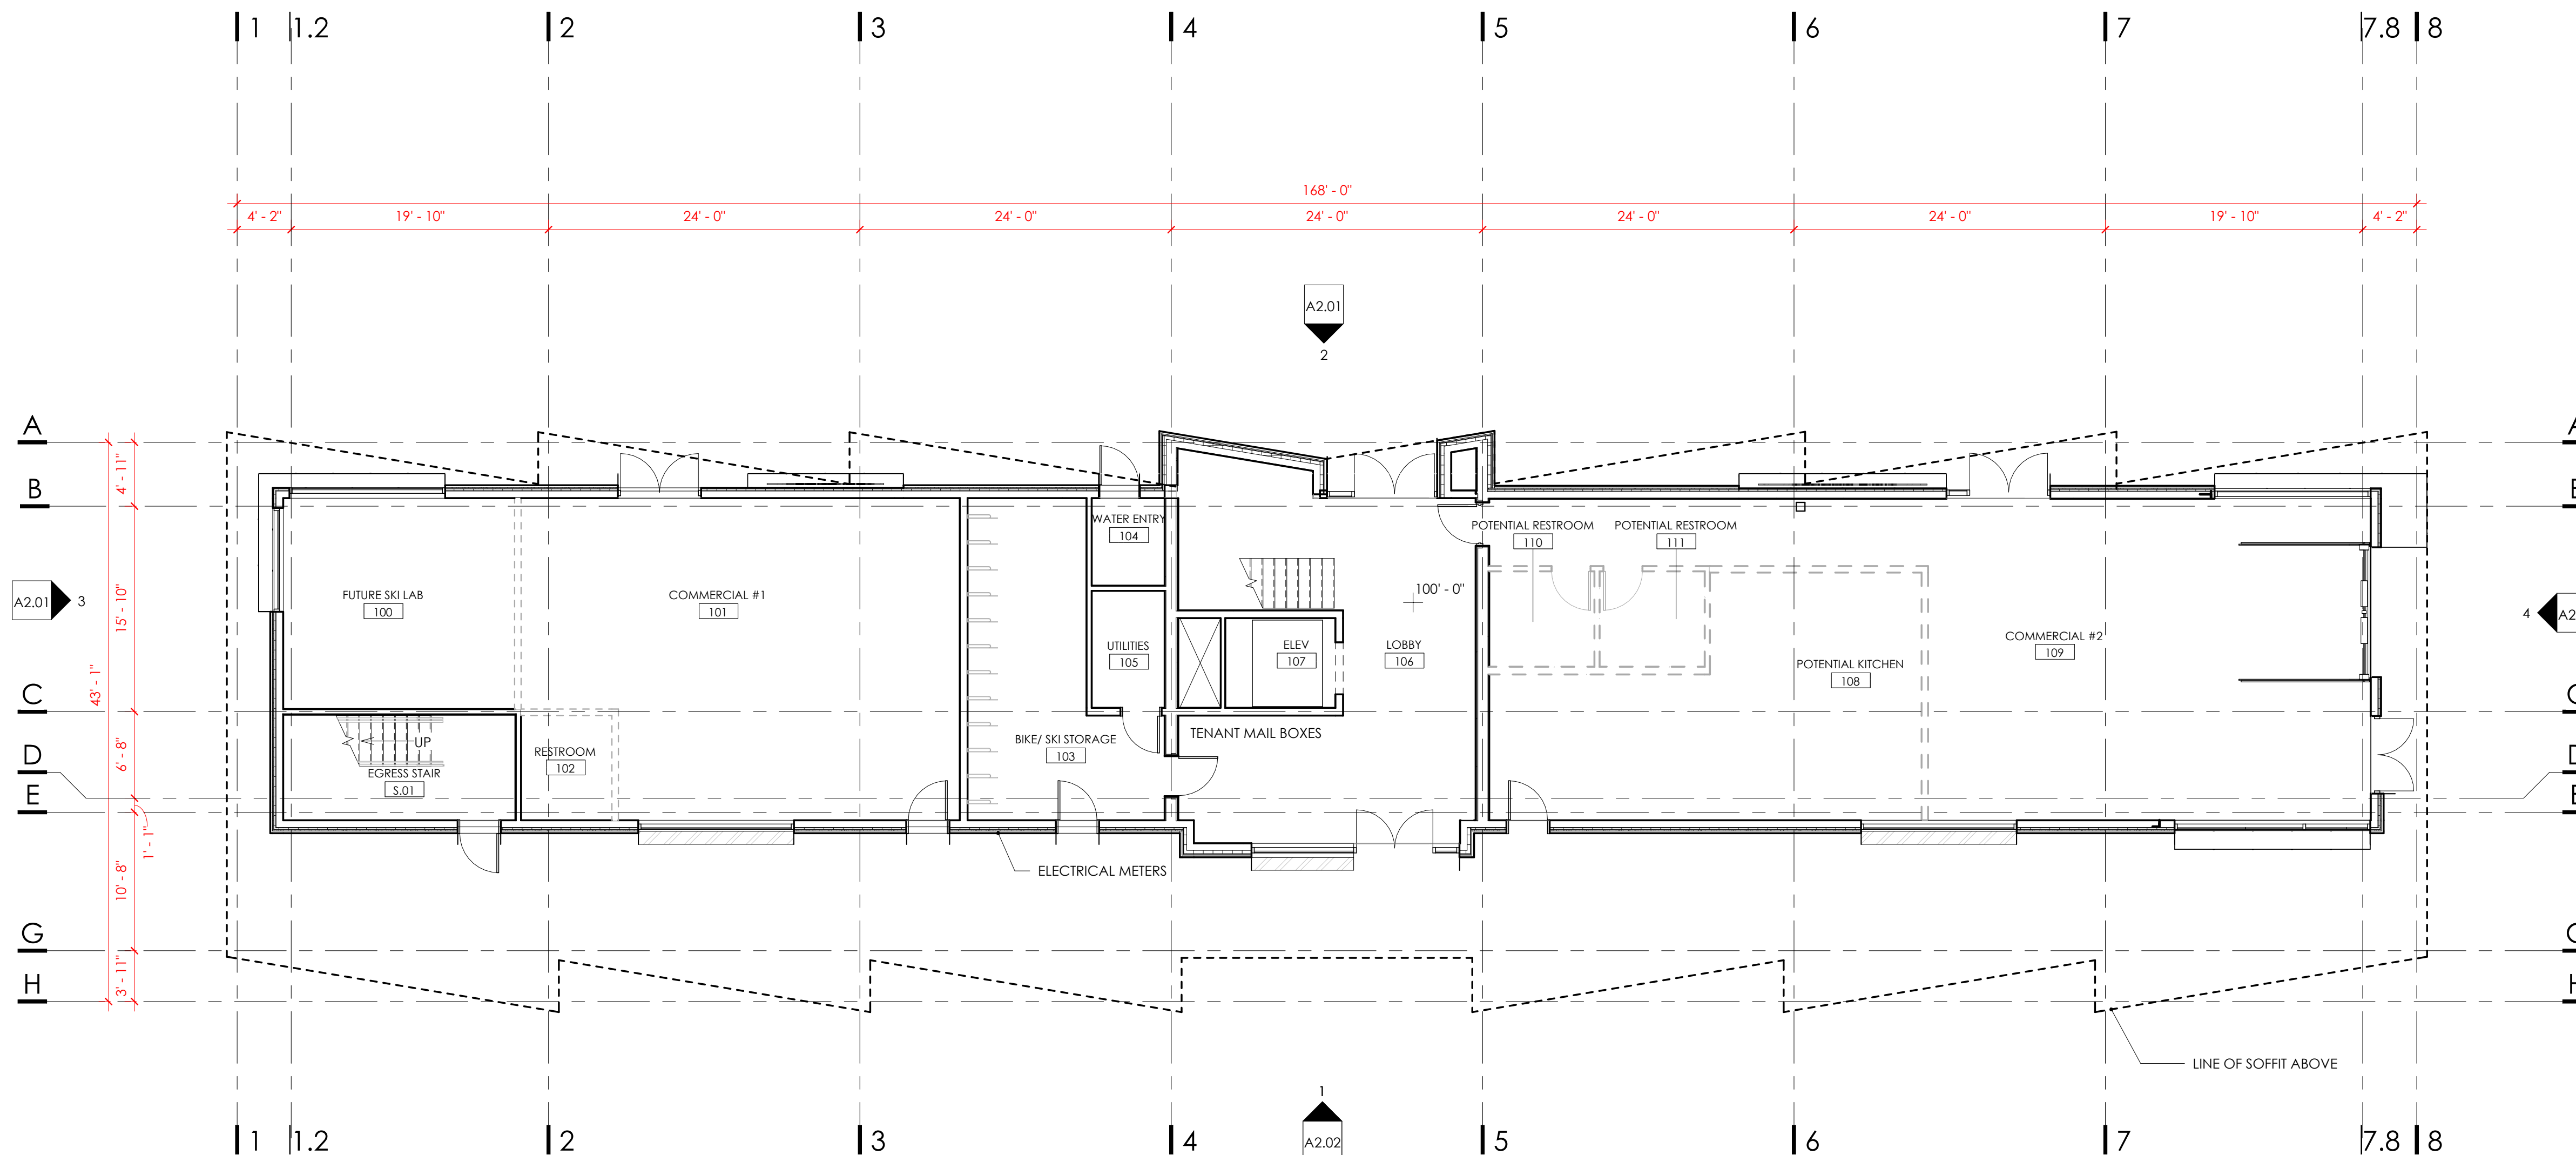 1 1.2 2 3 4 5 6 7 7.8 8
168' - 0"
4' - 2" 19' - 10" 24' - 0" 24' - 0" 24' - 0" 24' - 0" 24' - 0" 19' - 10" 4' - 2"
A2.01
2
A
B
4' - 11"
WATER ENTRY
104
POTENTIAL RESTROOM
110
POTENTIAL RESTROOM
111
A2.01 3
15' - 10"
FUTURE SKI LAB
100
COMMERCIAL #1
101
100' - 0"
4
COMMERCIAL #2
109
UTILITIES
105
ELEV
107
LOBBY
106
POTENTIAL KITCHEN
108
43' - 1"
C
D
E
6' - 8"
1' - 1"
UP
EGRESS STAIR
S.01
RESTROOM
102
BIKE/ SKI STORAGE
103
TENANT MAIL BOXES
ELECTRICAL METERS
10' - 8"
G
3' - 11"
H
LINE OF SOFFIT ABOVE
1
A2.02
1 1.2 2 3 4 5 6 7 7.8 8